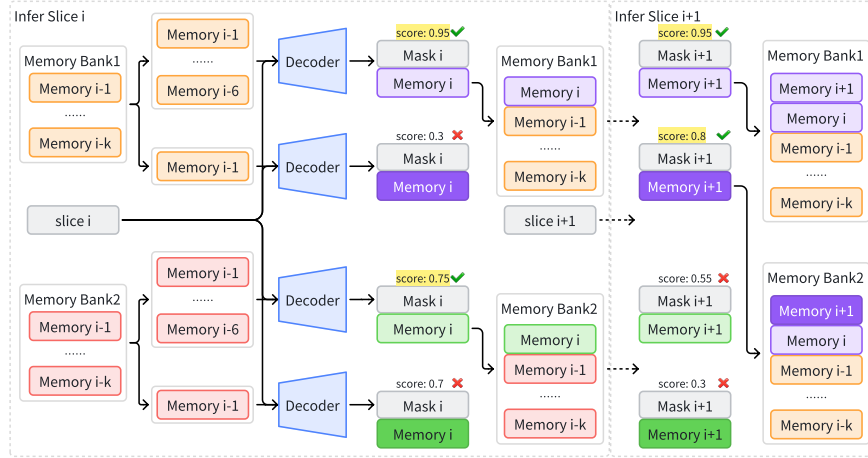 Infer Slice i
Memory Bank1
Memory i-1
......
Memory i-k
Memory i-1
......
Memory i-6
Memory i-1
slice i
Memory Bank2
Memory i-1
......
Memory i-k
Memory i-1
......
Memory i-6
Memory i-1
Decoder
Decoder
Decoder
Decoder
score: 0.95
Mask i
Memory i
score: 0.3
Mask i
Memory i
score: 0.75
Mask i
Memory i
score: 0.7
Mask i
Memory i
Memory Bank1
Memory i
Memory i-1
......
Memory i-k
slice i+1
Memory Bank2
Memory i
Memory i-1
......
Memory i-k
Infer Slice i+1
score: 0.95
Mask i+1
Memory i+1
score: 0.8
Mask i+1
Memory i+1
score: 0.55
Mask i+1
Memory i+1
score: 0.3
Mask i+1
Memory i+1
Memory Bank1
Memory i+1
Memory i
Memory i-1
......
Memory i-k
Memory Bank2
Memory i+1
Memory i
Memory i-1
......
Memory i-k